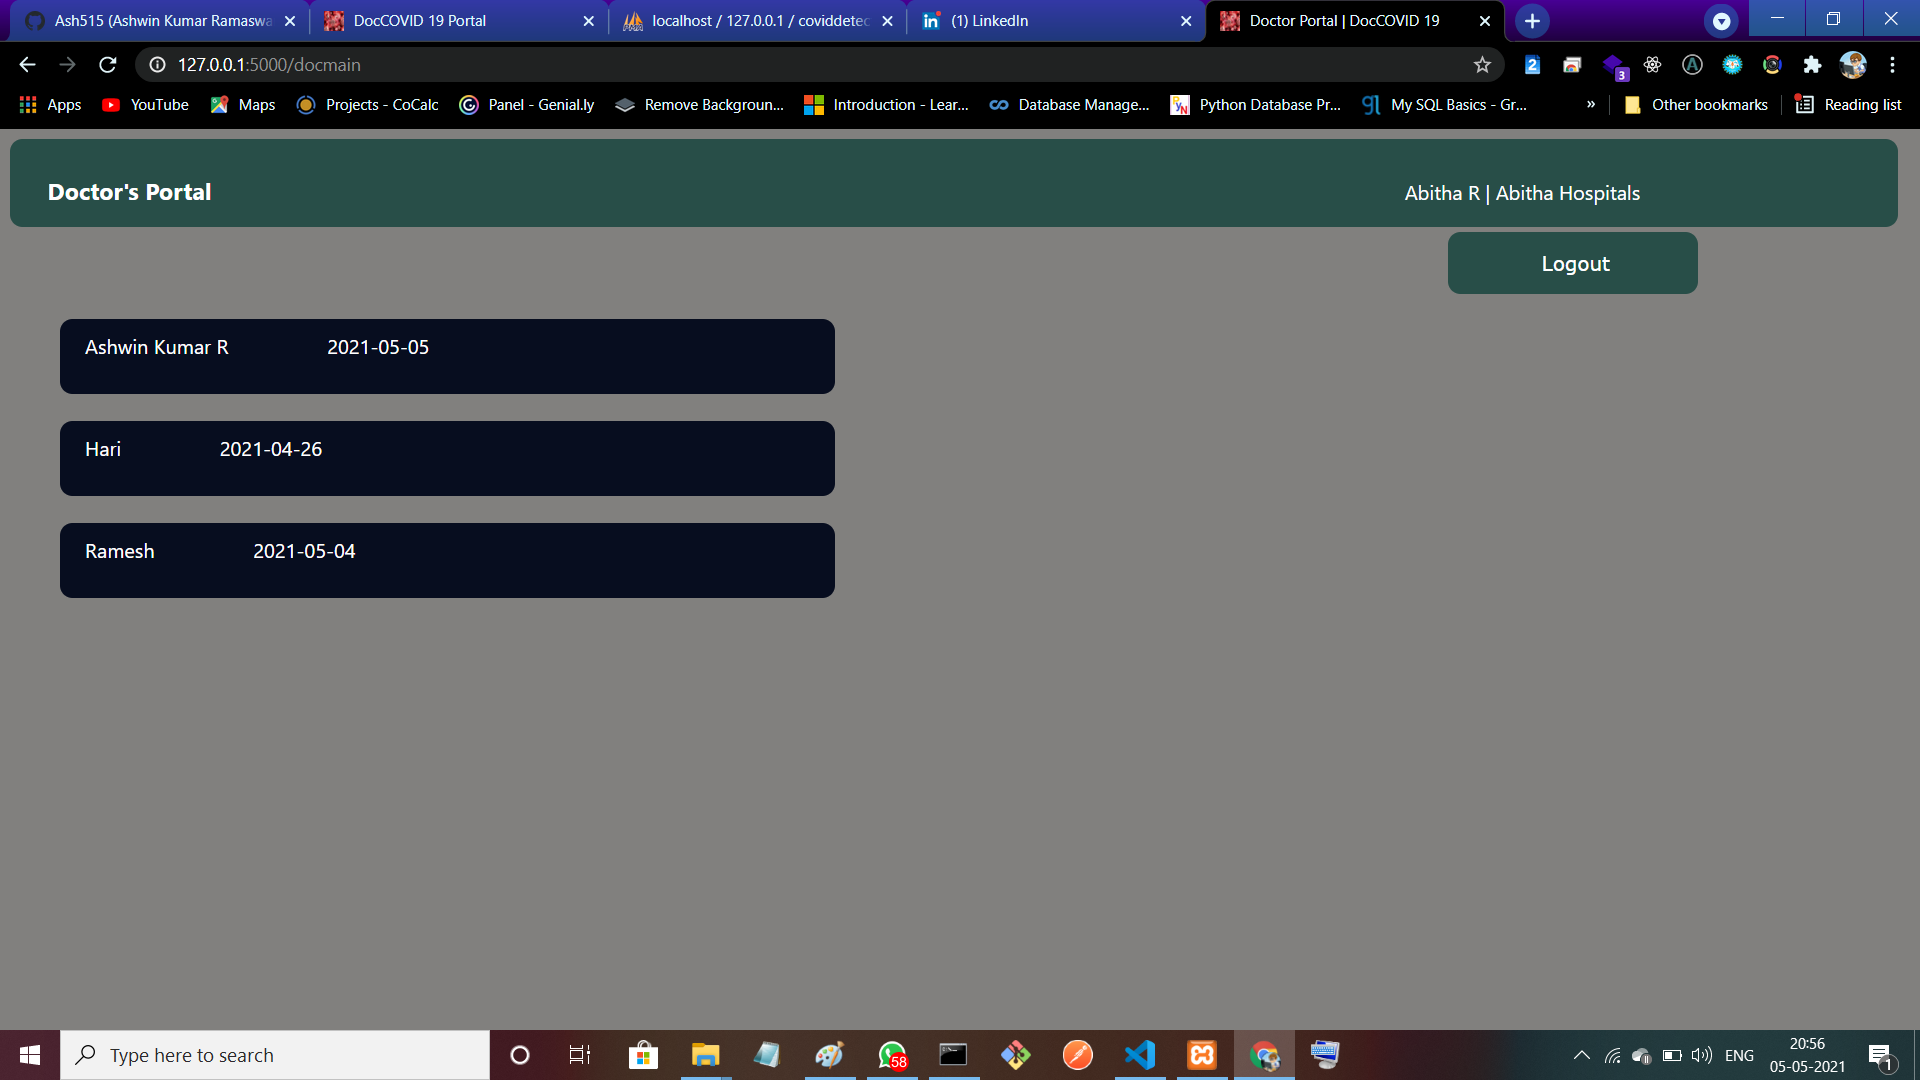 Ash515 (Ashwin Kumar Ramaswa
DocCOVID 19 Portal
localhost / 127.0.0.1 / coviddetec
(1) LinkedIn
Doctor Portal | DocCOVID 19
127.0.0.1:5000/docmain
2
3
Apps
YouTube
Maps
Projects - CoCalc
Panel - Genial.ly
Remove Backgroun...
Introduction - Lear...
Database Manage...
Python Database Pr...
My SQL Basics - Gr...
»
Other bookmarks
Reading list
Doctor's Portal
Abitha R | Abitha Hospitals
Logout
Ashwin Kumar R 2021-05-05
Hari 2021-04-26
Ramesh 2021-05-04
Type here to search
58
ENG
20:56
05-05-2021
1